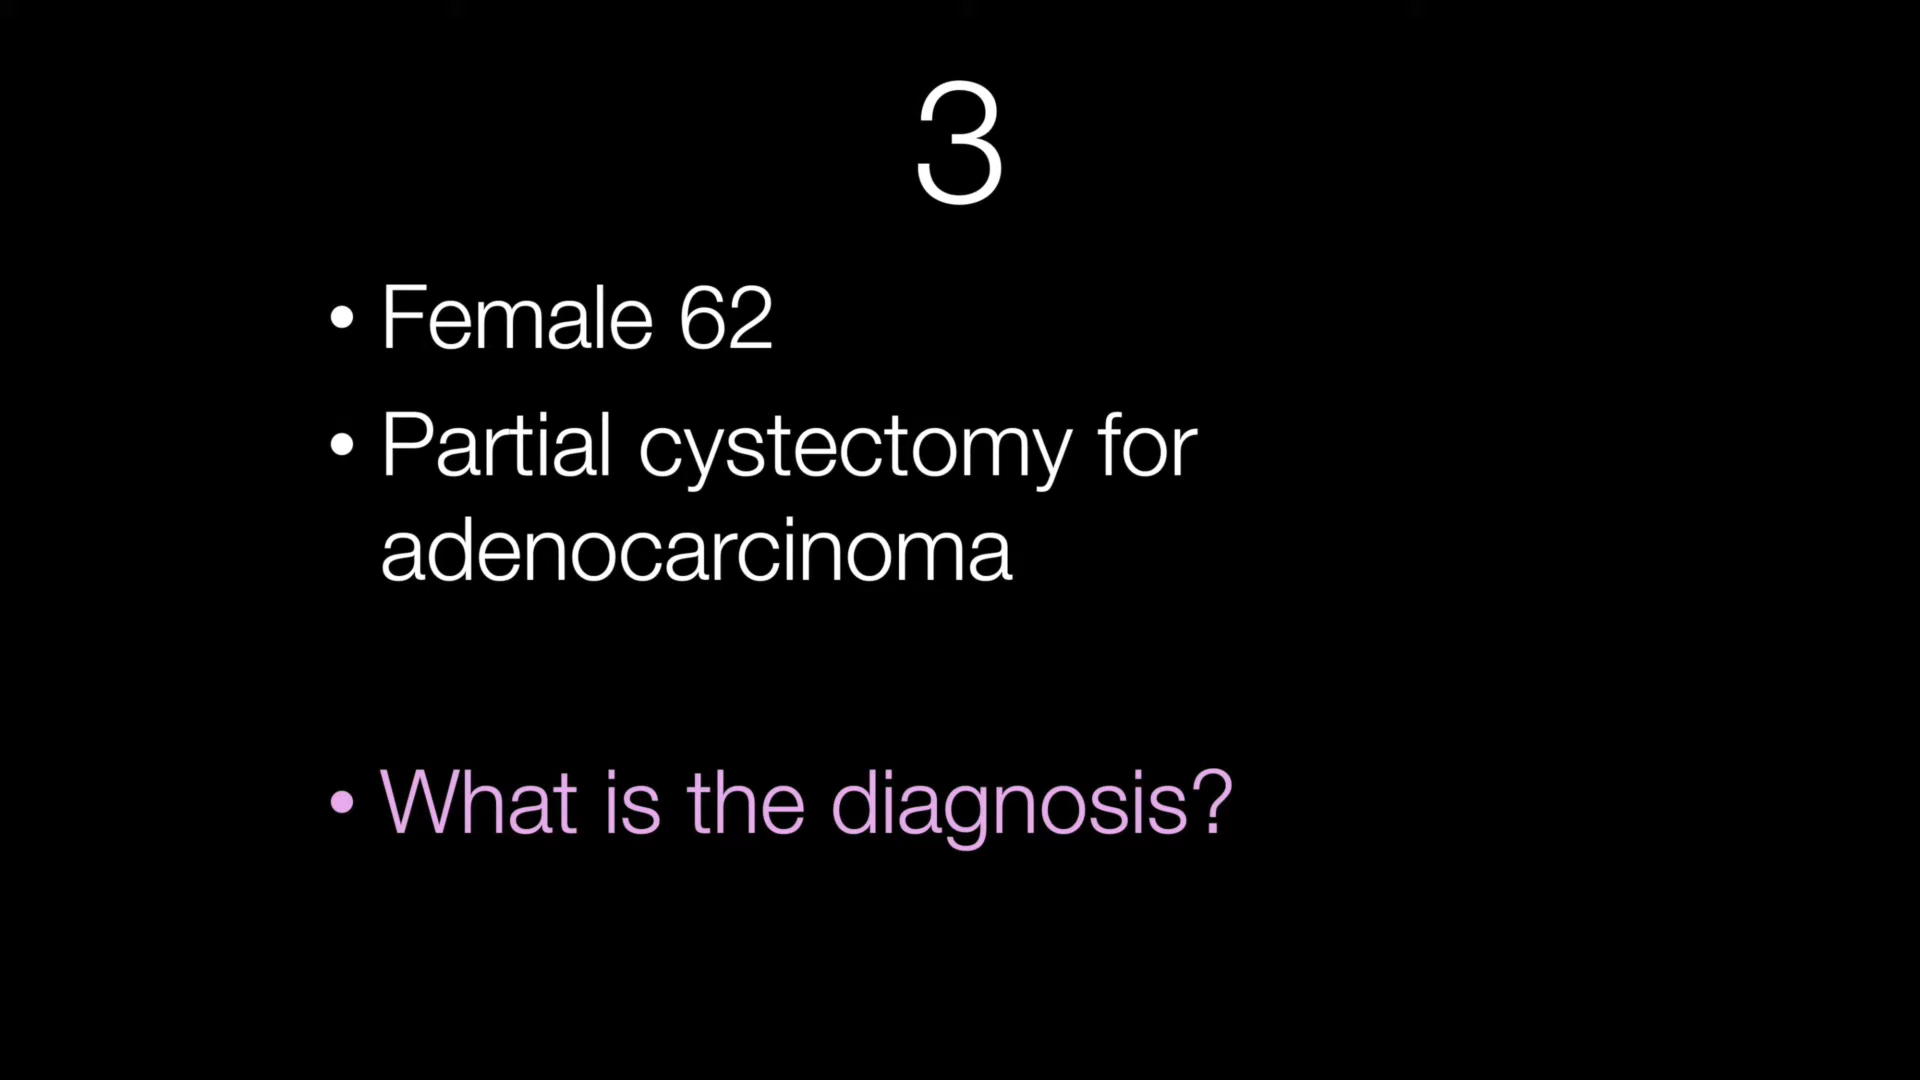 3
• Female 62
• Partial cystectomy for
adenocarcinoma
• What is the diagnosis?